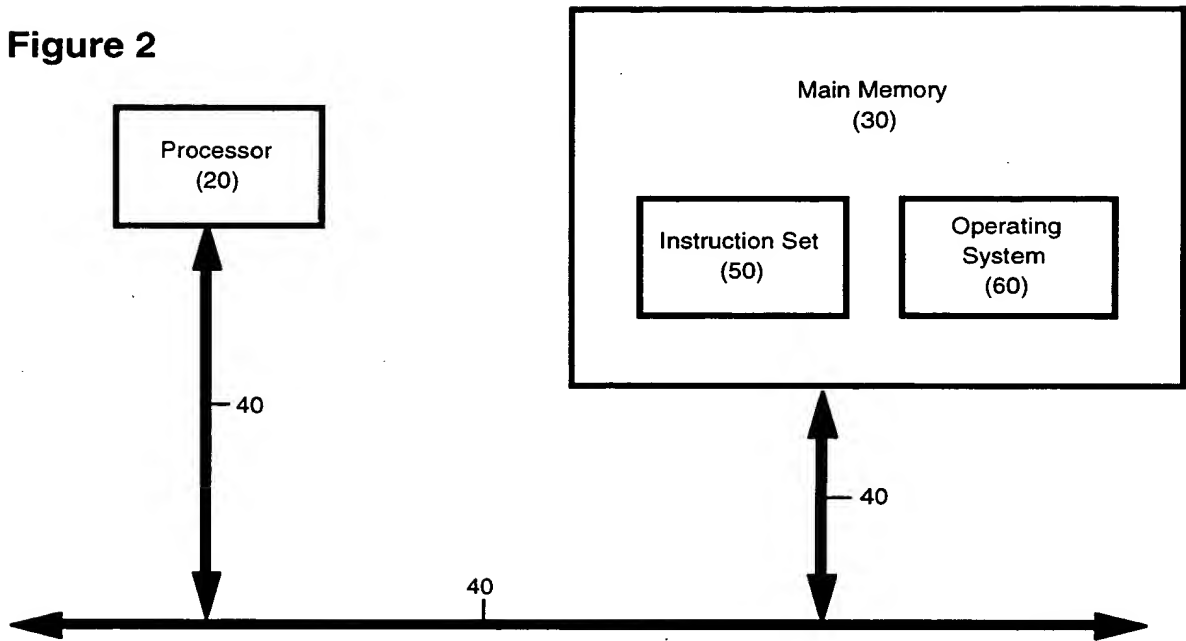 Figure 2
Processor
(20)
Main Memory
(30)
Instruction Set
(50)
Operating
System
(60)
40
40
40